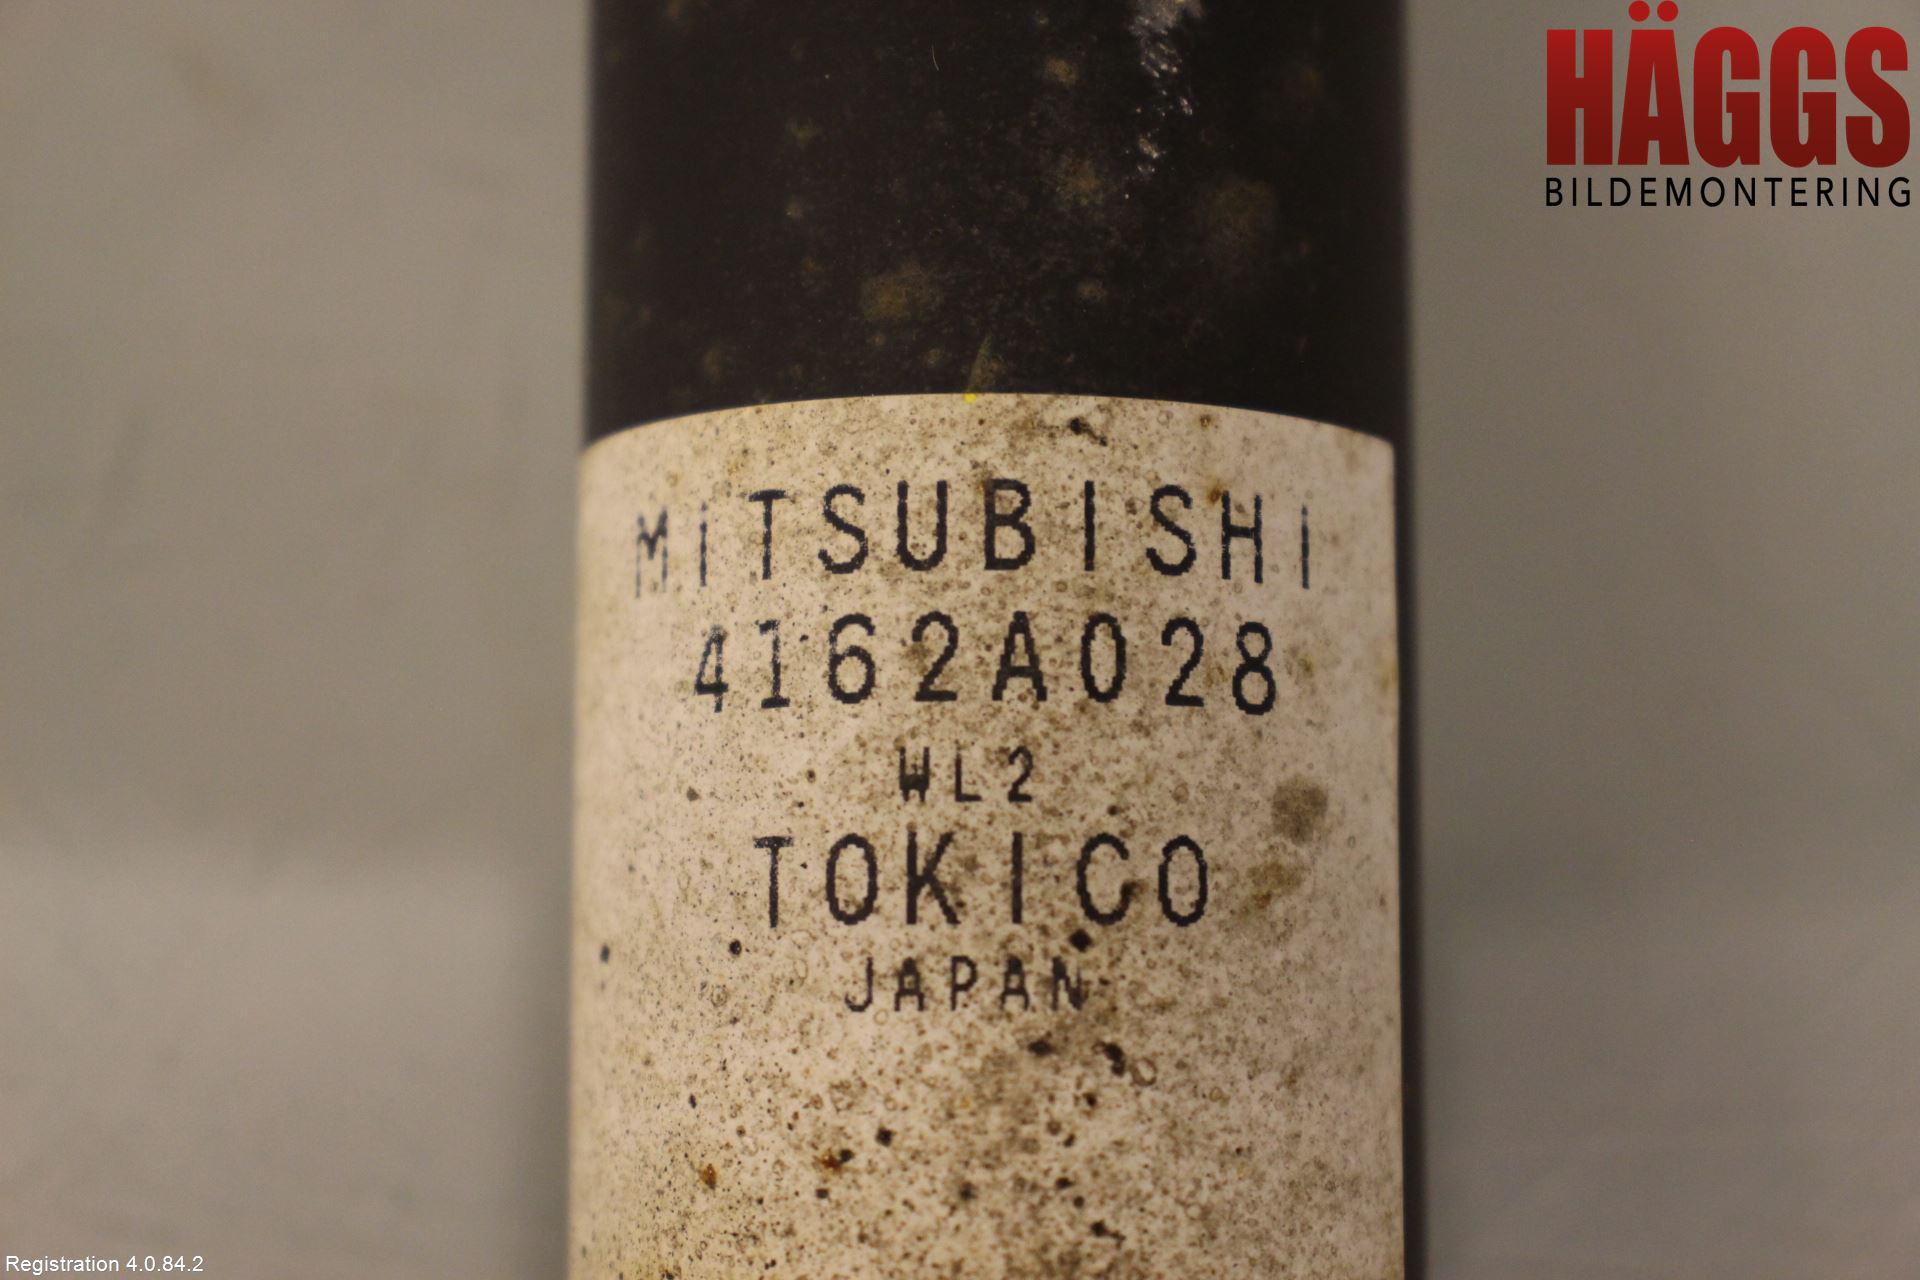 HÄGGS
BILDEMONTERING
MITSUBISHI
4162A028
WL2
TOKICO
JAPAN
Registration 4.0.84.2